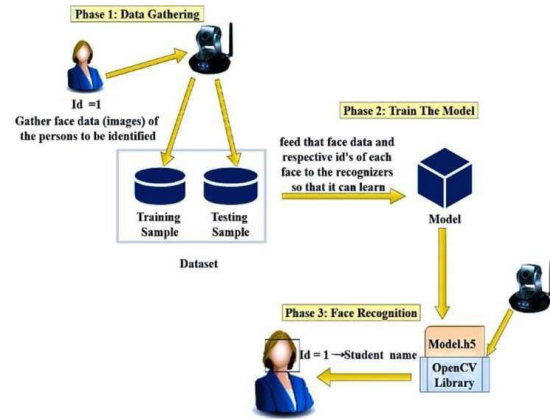 Phase 1: Data Gathering
Id =1
Gather face data (images) of
the persons to be identified
Phase 2: Train The Model
feed that face data and
respective id's of each
face to the recognizers
so that it can learn
Training
Sample
Testing
Sample
Model
Dataset
Phase 3: Face Recognition
Id = 1 →Student name
Model.h5
OpenCV
Library